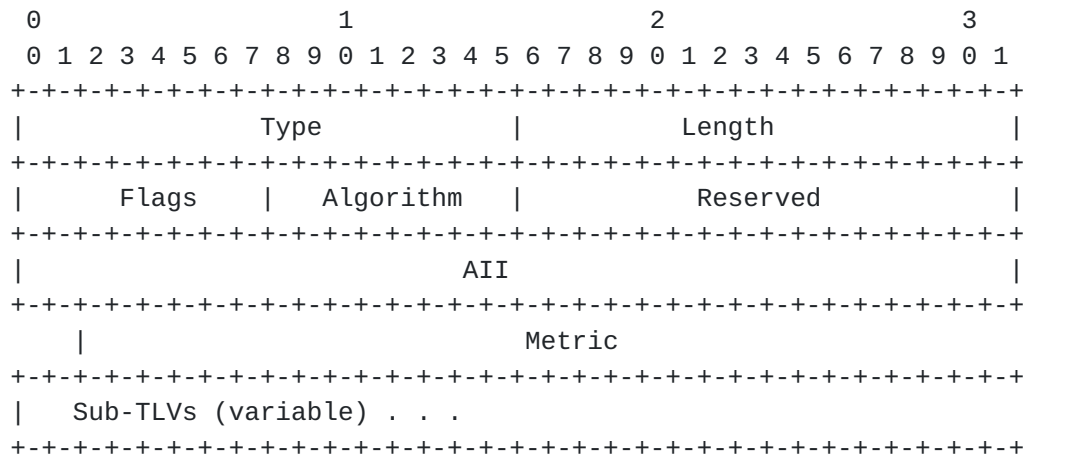 0                   1                   2                   3
 0 1 2 3 4 5 6 7 8 9 0 1 2 3 4 5 6 7 8 9 0 1 2 3 4 5 6 7 8 9 0 1
+-+-+-+-+-+-+-+-+-+-+-+-+-+-+-+-+-+-+-+-+-+-+-+-+-+-+-+-+-+-+-+-+
|               Type            |          Length               |
+-+-+-+-+-+-+-+-+-+-+-+-+-+-+-+-+-+-+-+-+-+-+-+-+-+-+-+-+-+-+-+-+
|      Flags    |   Algorithm   |           Reserved            |
+-+-+-+-+-+-+-+-+-+-+-+-+-+-+-+-+-+-+-+-+-+-+-+-+-+-+-+-+-+-+-+-+
|                            AII                                |
+-+-+-+-+-+-+-+-+-+-+-+-+-+-+-+-+-+-+-+-+-+-+-+-+-+-+-+-+-+-+-+-+
    |                            Metric
+-+-+-+-+-+-+-+-+-+-+-+-+-+-+-+-+-+-+-+-+-+-+-+-+-+-+-+-+-+-+-+-+
|   Sub-TLVs (variable) . . .
+-+-+-+-+-+-+-+-+-+-+-+-+-+-+-+-+-+-+-+-+-+-+-+-+-+-+-+-+-+-+-+-+